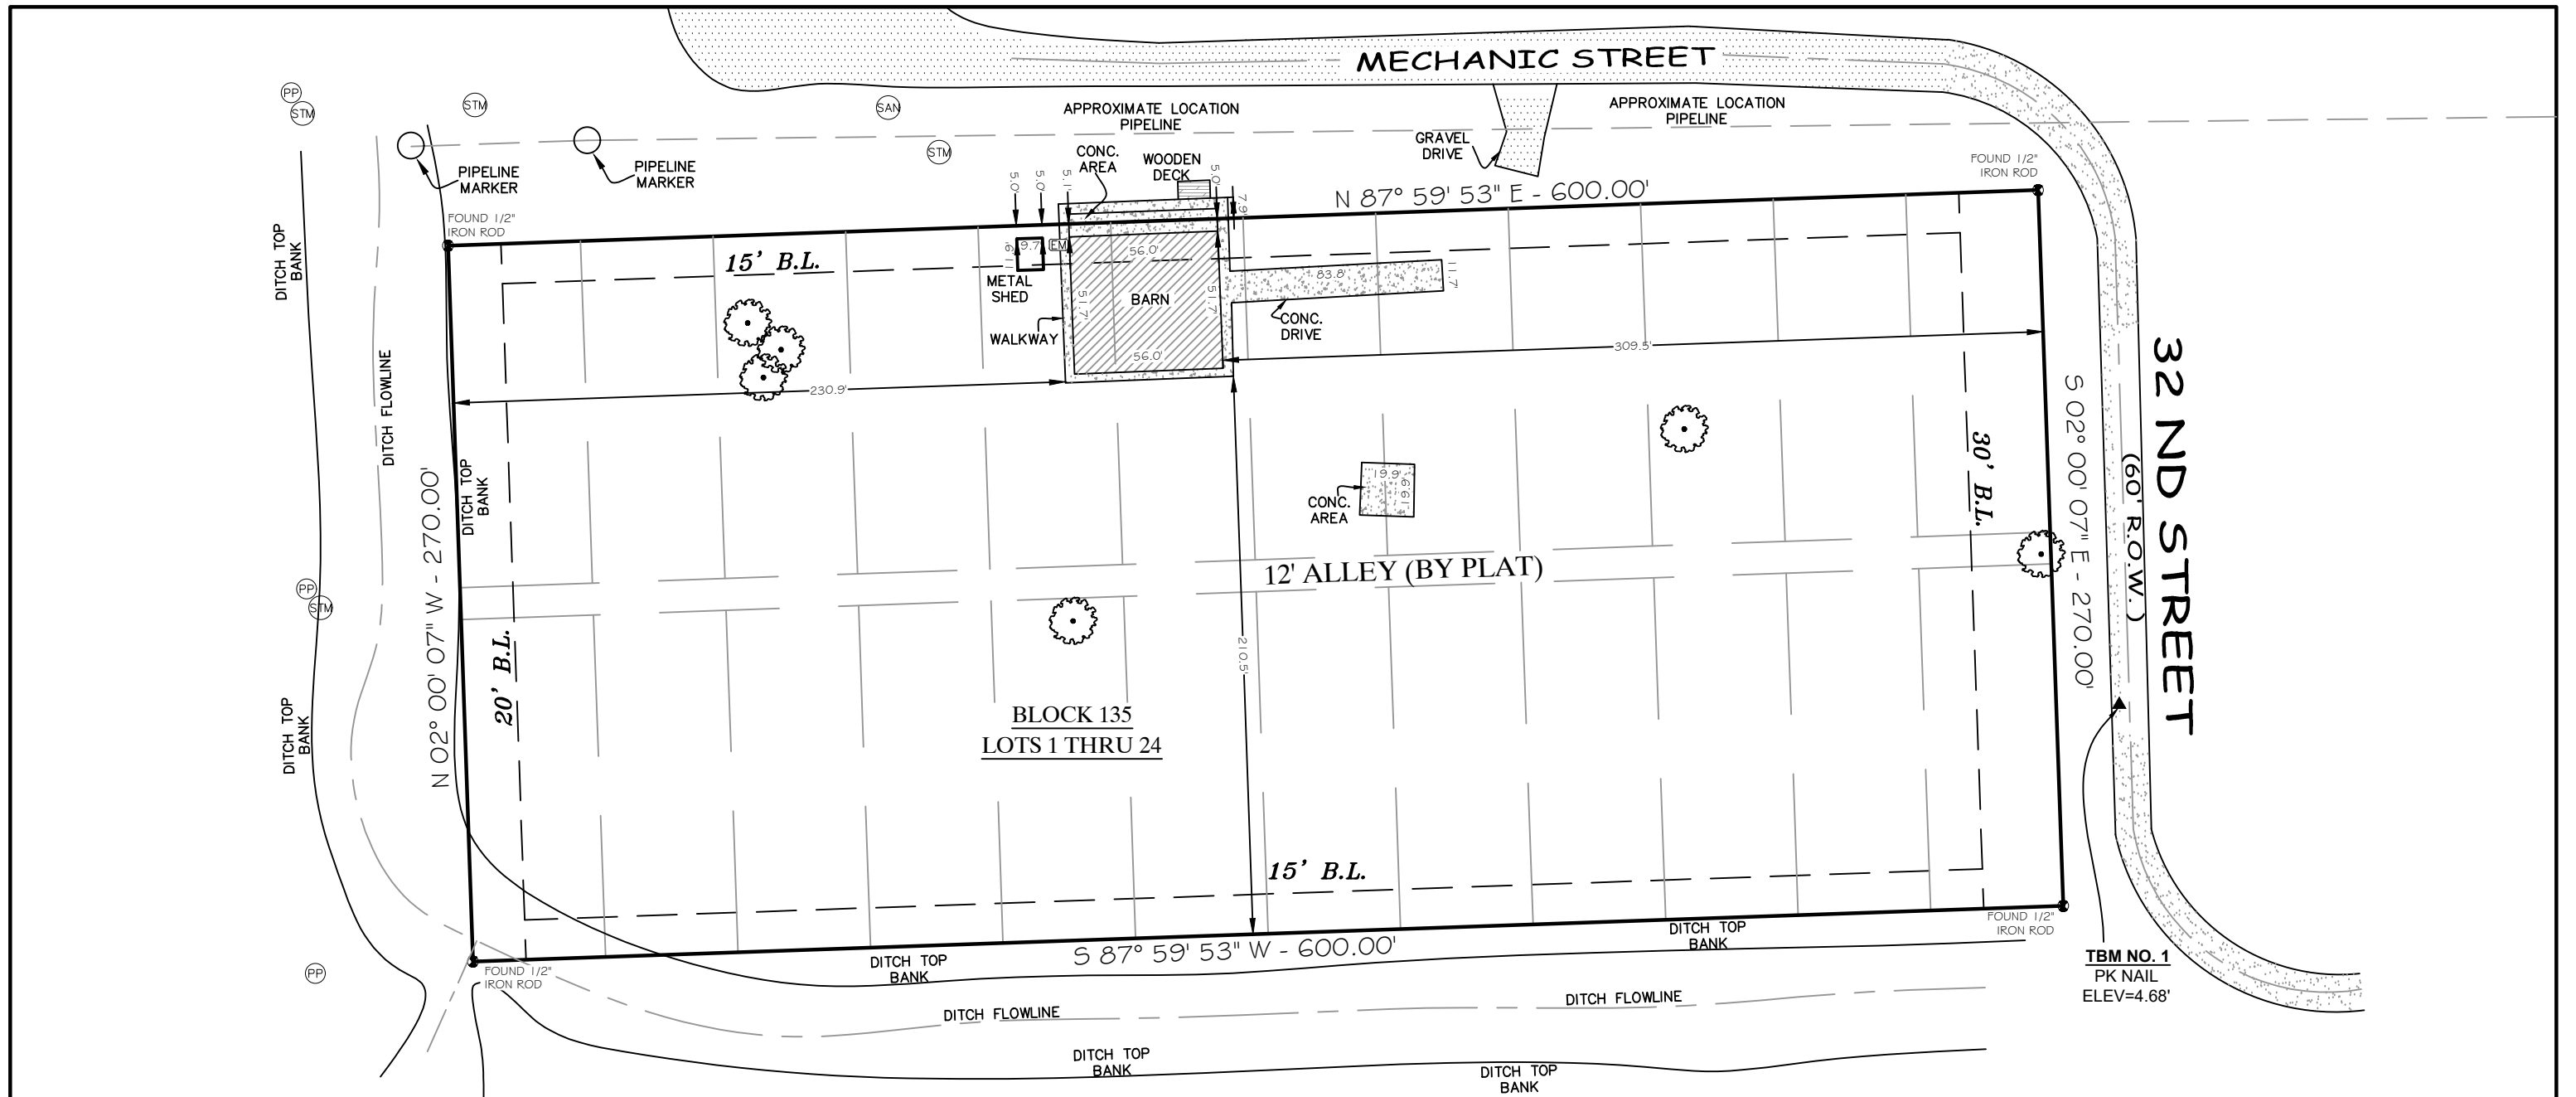 MECHANIC STREET
PP
STM
STM
SAN
STM
APPROXIMATE LOCATION
PIPELINE
APPROXIMATE LOCATION
PIPELINE
GRAVEL
DRIVE
PIPELINE
MARKER
PIPELINE
MARKER
CONC.
AREA
WOODEN
DECK
FOUND 1/2"
IRON ROD
FOUND 1/2"
IRON ROD
N 87° 59' 53" E - 600.00'
5.0'
5.0'
5.1'
5.0'
7.9'
DITCH TOP
BANK
15' B.L.
9.7'
EM
56.0'
METAL
SHED
BARN
51.7'
51.7'
83.8'
11.7'
WALKWAY
CONC.
DRIVE
56.0'
309.5'
230.9'
DITCH FLOWLINE
DITCH TOP
BANK
N 02° 00' 07" W - 270.00'
20' B.L.
CONC.
AREA
19.9'
19.9'
30' B.L.
S 02° 00' 07" E - 270.00'
(60' R.O.W.)
32 ND STREET
12' ALLEY (BY PLAT)
PP
STM
210.5'
BLOCK 135
LOTS 1 THRU 24
DITCH TOP
BANK
15' B.L.
S 87° 59' 53" W - 600.00'
DITCH TOP
BANK
DITCH TOP
BANK
FOUND 1/2"
IRON ROD
FOUND 1/2"
IRON ROD
PP
TBM NO. 1
PK NAIL
ELEV=4.68'
DITCH FLOWLINE
DITCH FLOWLINE
DITCH TOP
BANK
DITCH TOP
BANK